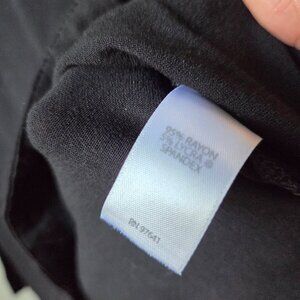 95% RAYON
5% LYCRA ®
SPANDEX
RN 97641